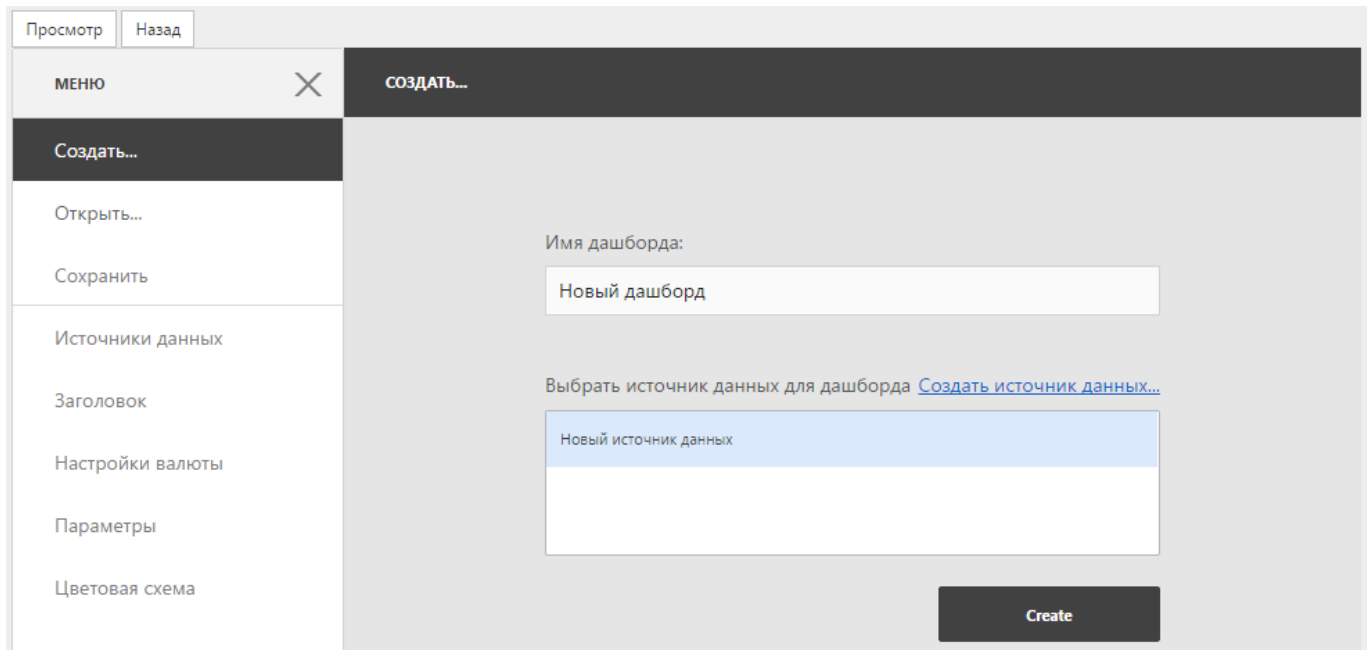 Просмотр Назад
МЕНЮ
Создать...
Открыть...
Сохранить
Источники данных
Заголовок
Настройки валюты
Параметры
Цветовая схема
СОЗДАТЬ...
Имя дашборда:
Новый дашборд
Выбрать источник данных для дашборда Создать источник данных...
Новый источник данных
Create